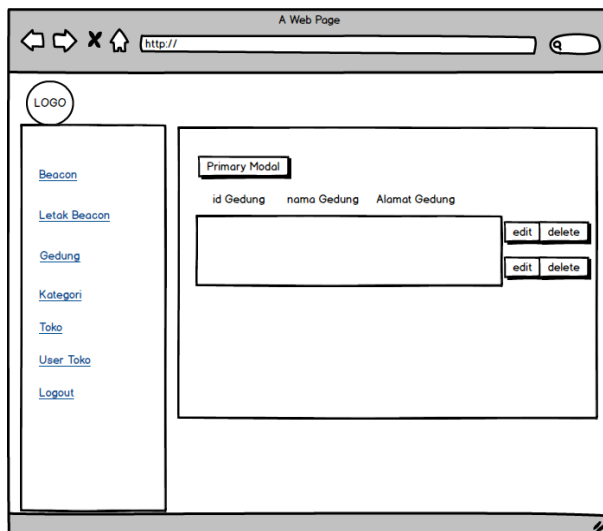 A Web Page
http://
LOGO
Beacon
Letak Beacon
Gedung
Kategori
Toko
User Toko
Logout
Primary Modal
id Gedung nama Gedung Alamat Gedung
edit delete
edit delete